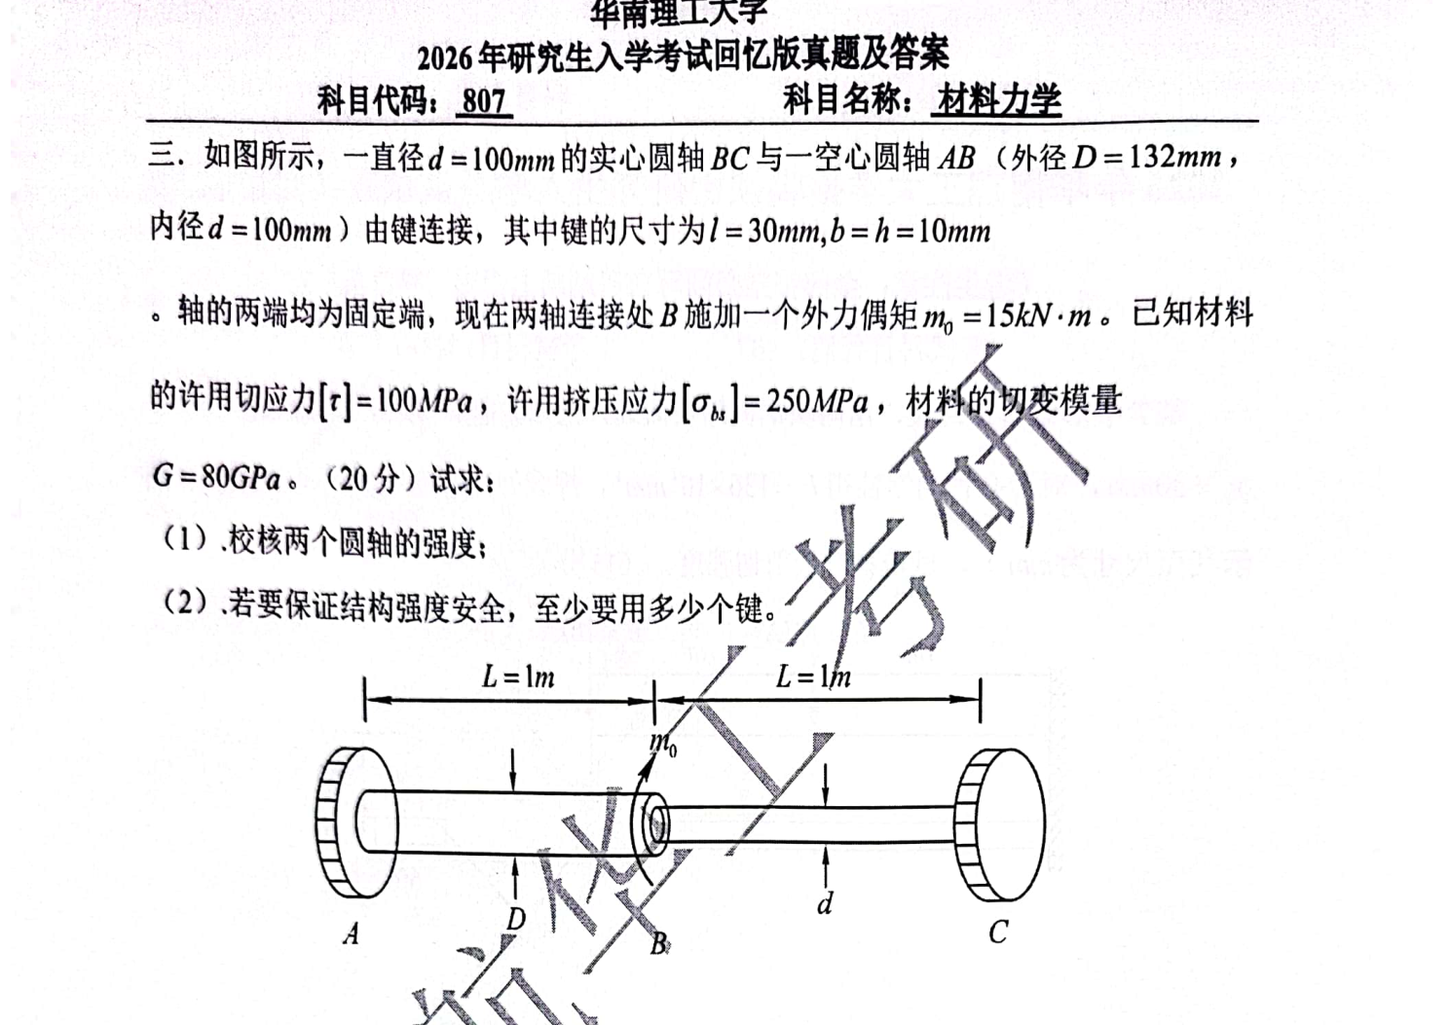 华南理工大学
2026年研究生入学考试回忆版真题及答案
科目代码：807 科目名称：材料力学
三．如图所示，一直径d=100mm的实心圆轴BC与一空心圆轴AB（外径D=132mm，
内径d=100mm）由键连接，其中键的尺寸为l=30mm,b=h=10mm
。轴的两端均为固定端，现在两轴连接处B施加一个外力偶矩m₀=15kN·m。已知材料
的许用切应力[τ]=100MPa，许用挤压应力[σbs]=250MPa，材料的切变模量
G=80GPa。（20分）试求：
（1）.校核两个圆轴的强度；
（2）.若要保证结构强度安全，至少要用多少个键。
L=1m L=1m
m₀
D d
A B C
华工考研